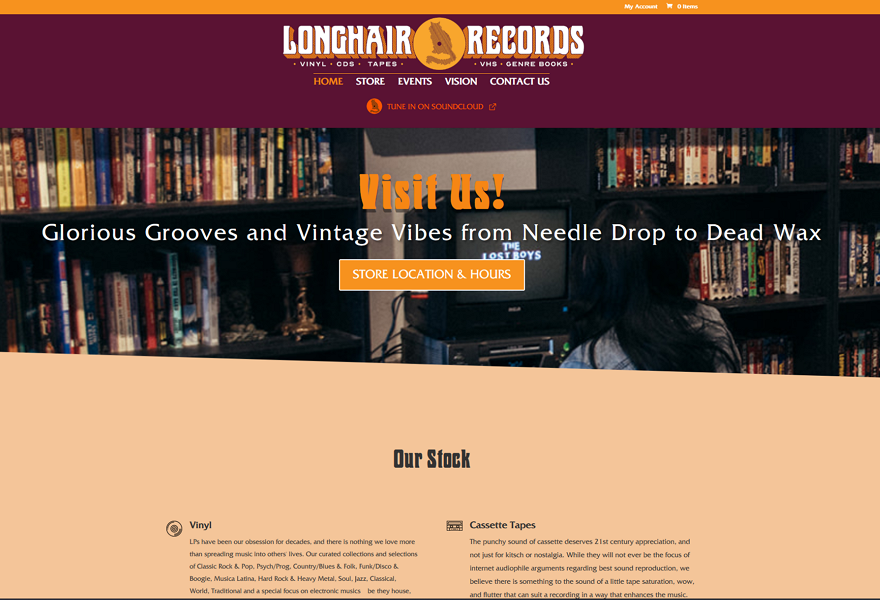 My Account 0 Items
LONGHAIR RECORDS
• VINYL • CDS • TAPES • • VHS • GENRE BOOKS •
HOME STORE EVENTS VISION CONTACT US
TUNE IN ON SOUNDCLOUD
Visit Us!
Glorious Grooves and Vintage Vibes from Needle Drop to Dead Wax
THE
LOST BOYS
STORE LOCATION & HOURS
Our Stock
Vinyl
LPs have been our obsession for decades, and there is nothing we love more
than spreading music into others' lives. Our curated collections and selections
of Classic Rock & Pop, Psych/Prog, Country/Blues & Folk, Funk/Disco &
Boogie, Musica Latina, Hard Rock & Heavy Metal, Soul, Jazz, Classical,
World, Traditional and a special focus on electronic musics be they house,
Cassette Tapes
The punchy sound of cassette deserves 21st century appreciation, and
not just for kitsch or nostalgia. While they will not ever be the focus of
internet audiophile arguments regarding best sound reproduction, we
believe there is something to the sound of a little tape saturation, wow,
and flutter that can suit a recording in a way that enhances the music.